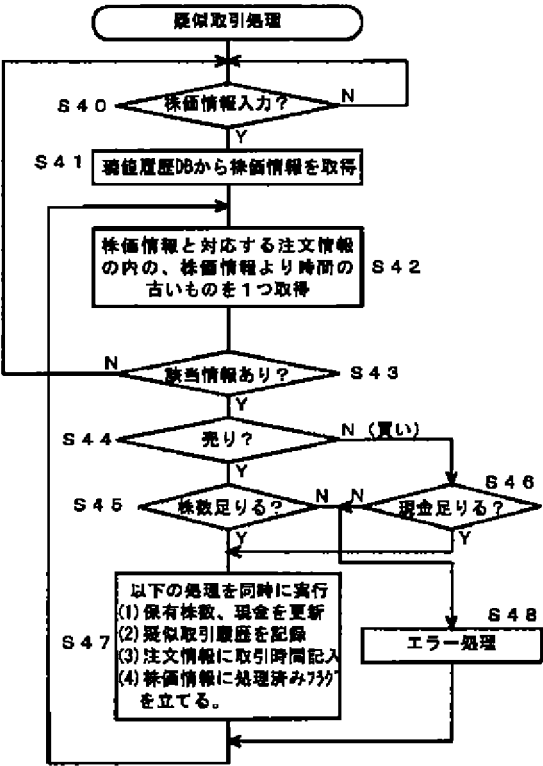 疑似取引処理
S40
株価情報入力?
N
Y
S41
現値履歴DBから株価情報を取得
株価情報と対応する注文情報
の内の、株価情報より時間の
古いものを1つ取得
S42
N
該当情報あり?
S43
Y
S44
売り?
N (買い)
Y
S45
株数足りる?
N
N
現金足りる?
S46
Y
Y
S47
以下の処理を同時に実行
(1)保有株数、現金を更新
(2)疑似取引履歴を記録
(3)注文情報に取引時間記入
(4)株価情報に処理済みフラグ
を立てる。
S48
エラー処理